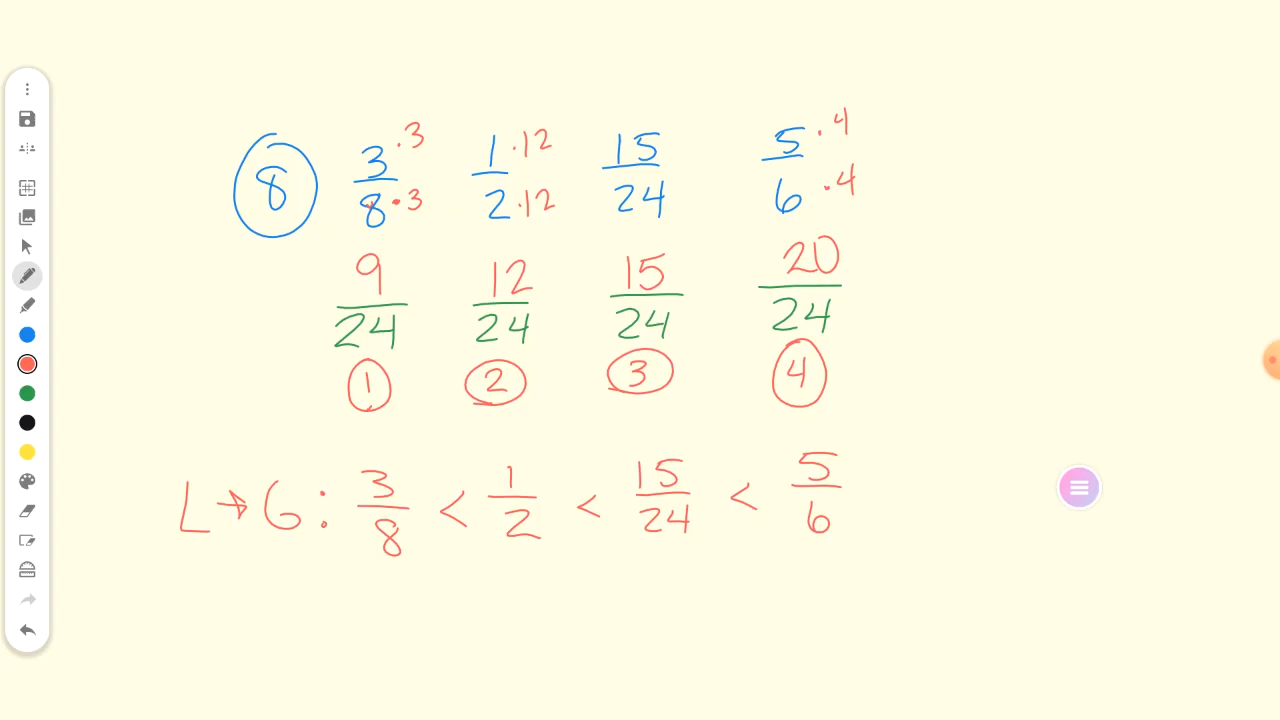 8 3/8 ·3 ·3 1/2 ·12 ·12 15/24 5/6 ·4 ·4
9/24 12/24 15/24 20/24
1 2 3 4
L → G: 3/8 < 1/2 < 15/24 < 5/6